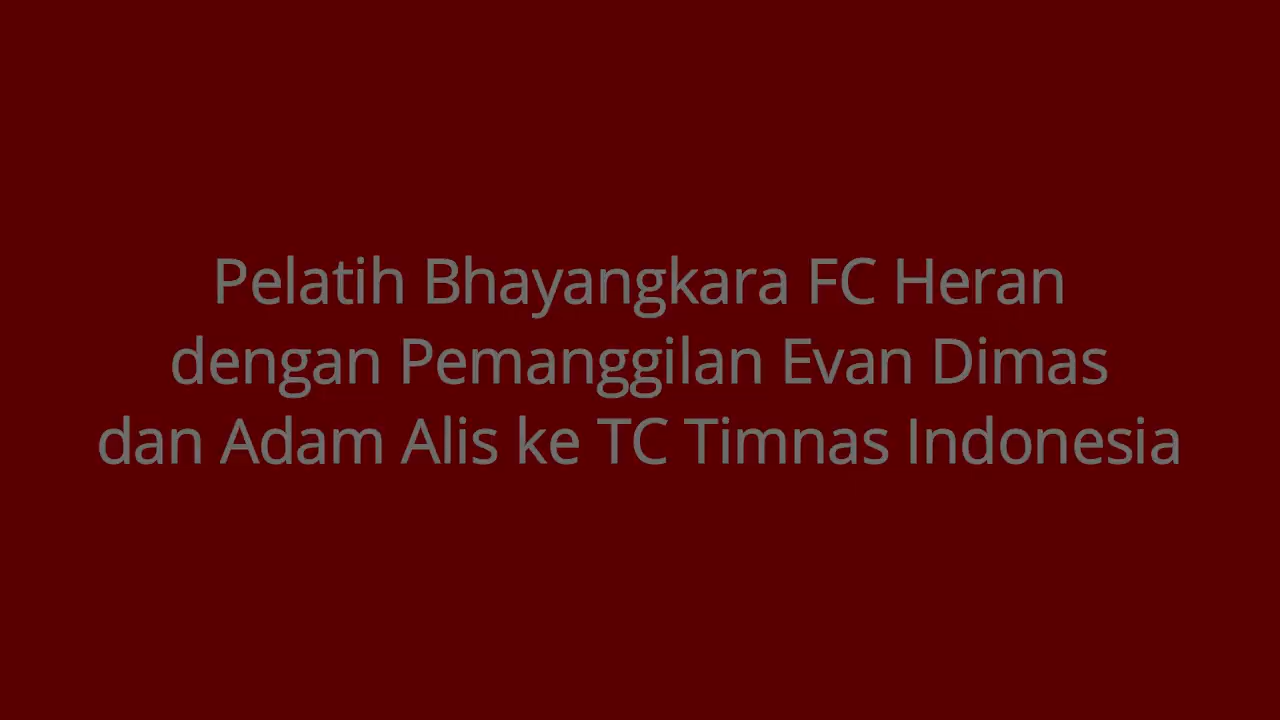 Pelatih Bhayangkara FC Heran
dengan Pemanggilan Evan Dimas
dan Adam Alis ke TC Timnas Indonesia